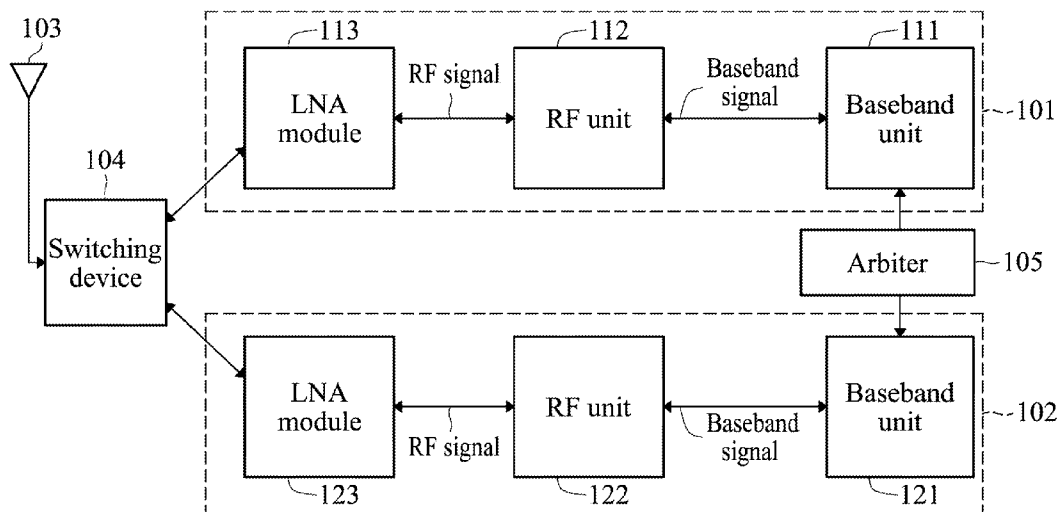 103
113
112
111
LNA
module
RF signal
RF unit
Baseband
signal
Baseband
unit
101
104
Switching
device
Arbiter
105
LNA
module
RF signal
RF unit
Baseband
signal
Baseband
unit
102
123
122
121